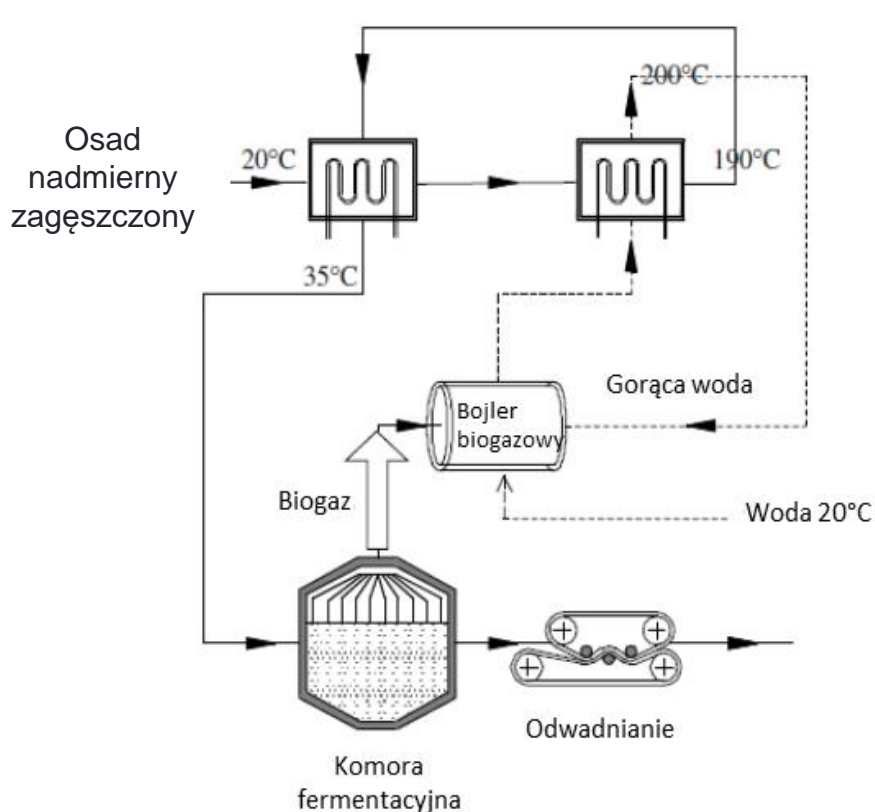 200°C
Osad
nadmierny
zagęszczony
20°C
190°C
35°C
Gorąca woda
Bojler
biogazowy
Biogaz
Woda 20°C
Odwadnianie
Komora
fermentacyjna